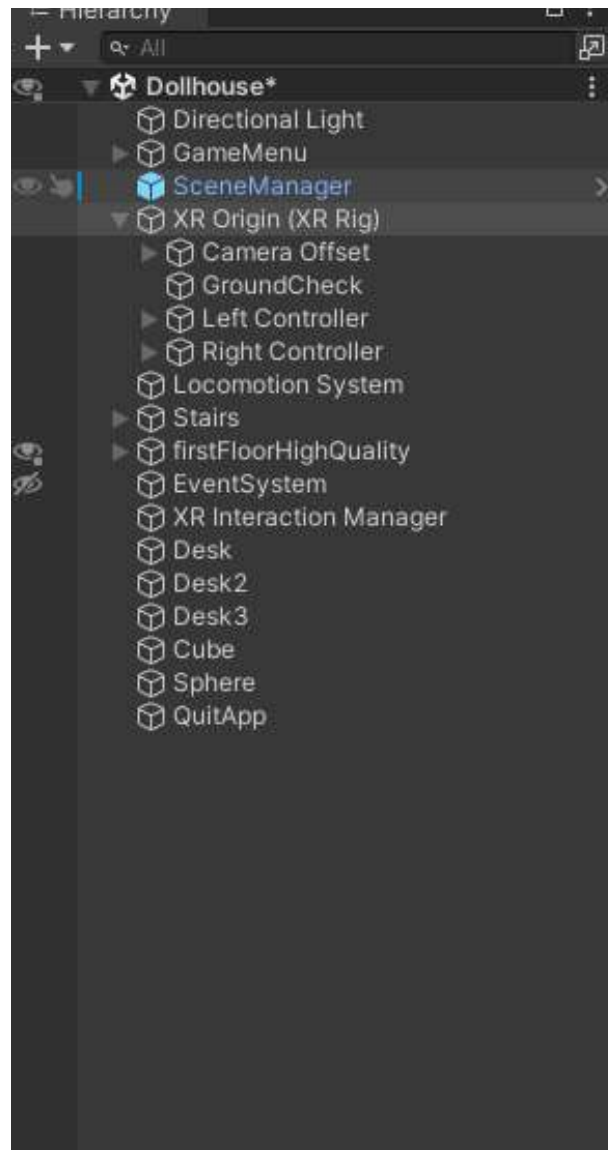 Hierarchy
All
Dollhouse*
Directional Light
GameMenu
SceneManager
XR Origin (XR Rig)
Camera Offset
GroundCheck
Left Controller
Right Controller
Locomotion System
Stairs
firstFloorHighQuality
EventSystem
XR Interaction Manager
Desk
Desk2
Desk3
Cube
Sphere
QuitApp